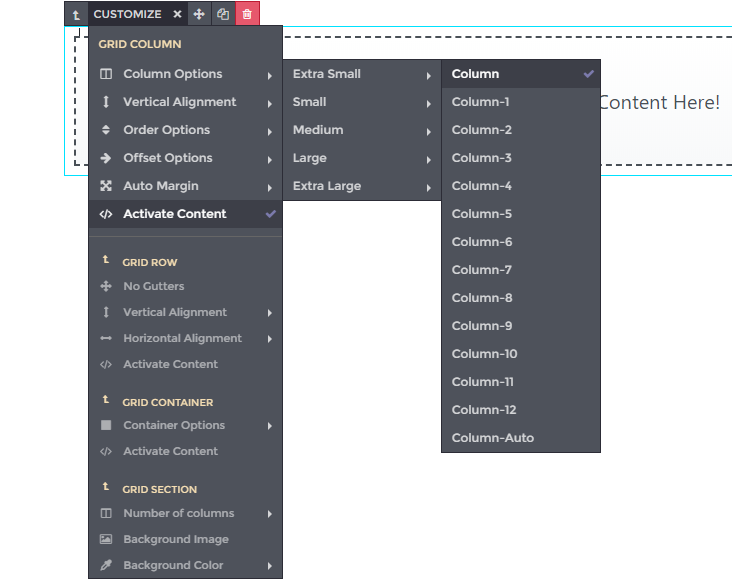 CUSTOMIZE
GRID COLUMN
Column Options
Vertical Alignment
Order Options
Offset Options
Auto Margin
Activate Content
GRID ROW
No Gutters
Vertical Alignment
Horizontal Alignment
Activate Content
GRID CONTAINER
Container Options
Activate Content
GRID SECTION
Number of columns
Background Image
Background Color
Extra Small
Small
Medium
Large
Extra Large
Column
Column-1
Column-2
Column-3
Column-4
Column-5
Column-6
Column-7
Column-8
Column-9
Column-10
Column-11
Column-12
Column-Auto
Content Here!